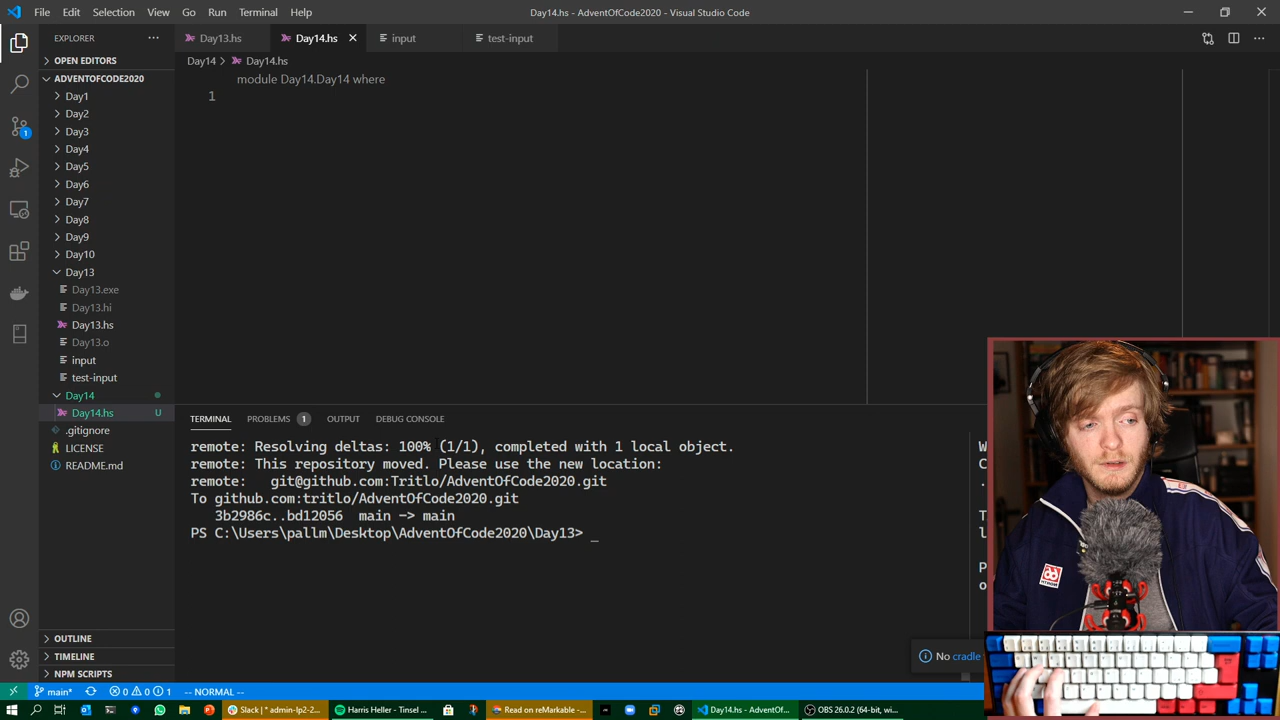 File Edit Selection View Go Run Terminal Help
Day14.hs - AdventOfCode2020 - Visual Studio Code
EXPLORER
Day13.hs
Day14.hs
input
test-input
OPEN EDITORS
Day14 > Day14.hs
ADVENTOFCODE2020
module Day14.Day14 where
1
Day1
Day2
Day3
1
Day4
Day5
Day6
Day7
Day8
Day9
Day10
Day13
Day13.exe
Day13.hi
Day13.hs
Day13.o
input
test-input
Day14
Day14.hs U
.gitignore
LICENSE
README.md
TERMINAL PROBLEMS 1 OUTPUT DEBUG CONSOLE
remote: Resolving deltas: 100% (1/1), completed with 1 local object.
remote: This repository moved. Please use the new location:
remote:   git@github.com:Tritlo/AdventOfCode2020.git
To github.com:tritlo/AdventOfCode2020.git
   3b2986c..bd12056  main -> main
PS C:\Users\pallm\Desktop\AdventOfCode2020\Day13> _
OUTLINE
TIMELINE
NPM SCRIPTS
No cradle
main* 0 0 1 -- NORMAL --
Slack | * admin-lp2-2...
Harris Heller - Tinsel ...
Read on reMarkable -...
Day14.hs - AdventOf...
OBS 26.0.2 (64-bit, wi...